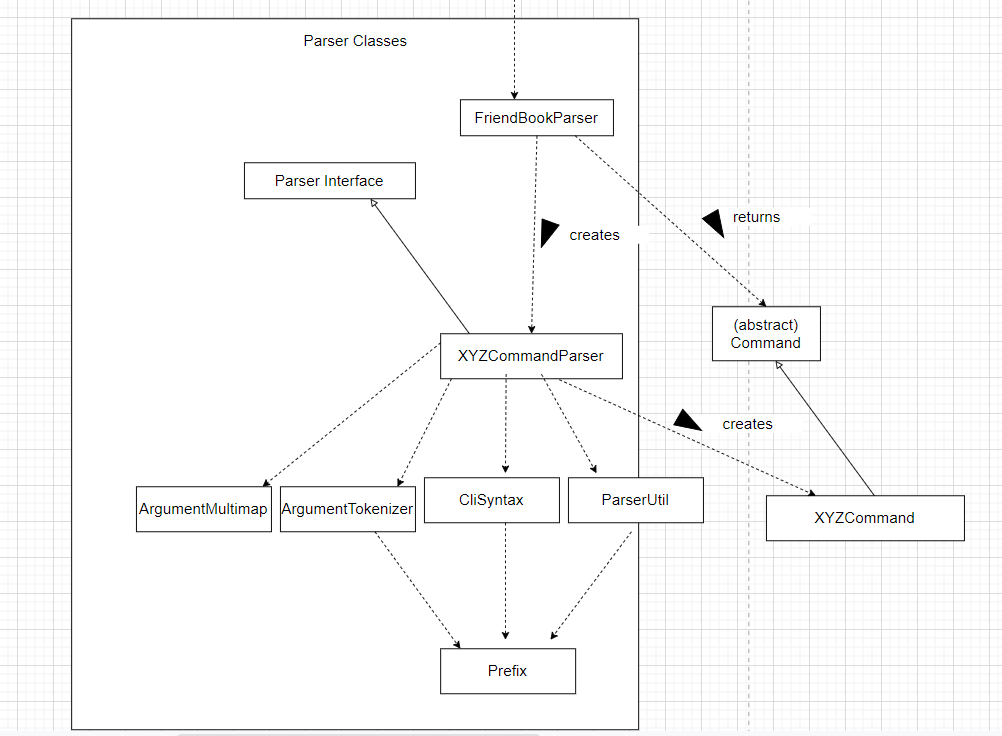 Parser Classes
FriendBookParser
Parser Interface
returns
creates
(abstract)
Command
XYZCommandParser
creates
ArgumentMultimap
ArgumentTokenizer
CliSyntax
ParserUtil
XYZCommand
Prefix